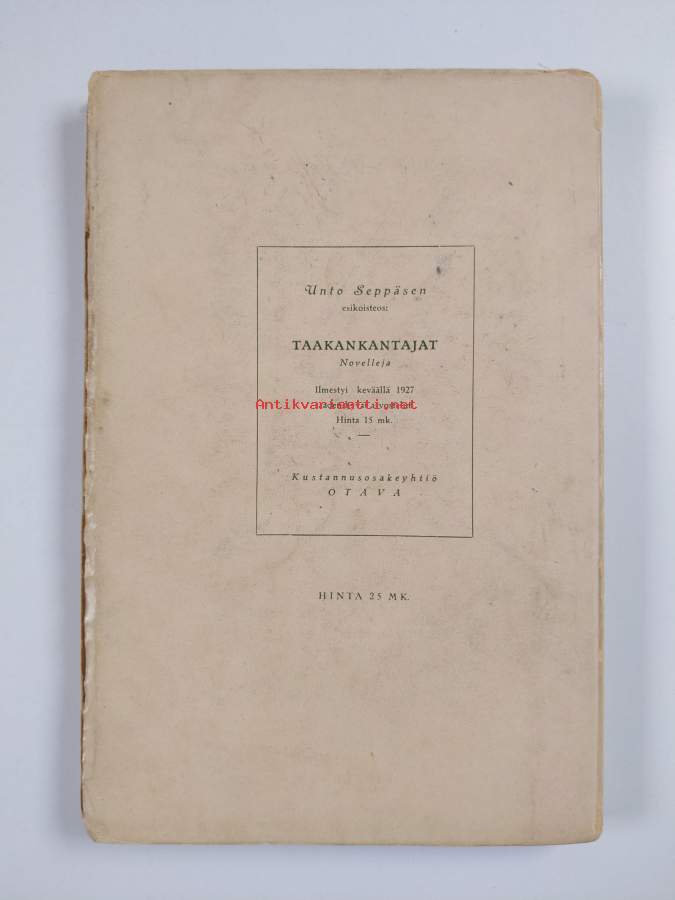 Unto Seppäsen
esikoisteos:
TAAKANKANTAJAT
Novelleja
Ilmestyi keväällä 1927
Antikvariaatti.net
Hinta 15 mk.
Kustannusosakeyhtiö
OTAVA
HINTA 25 MK.